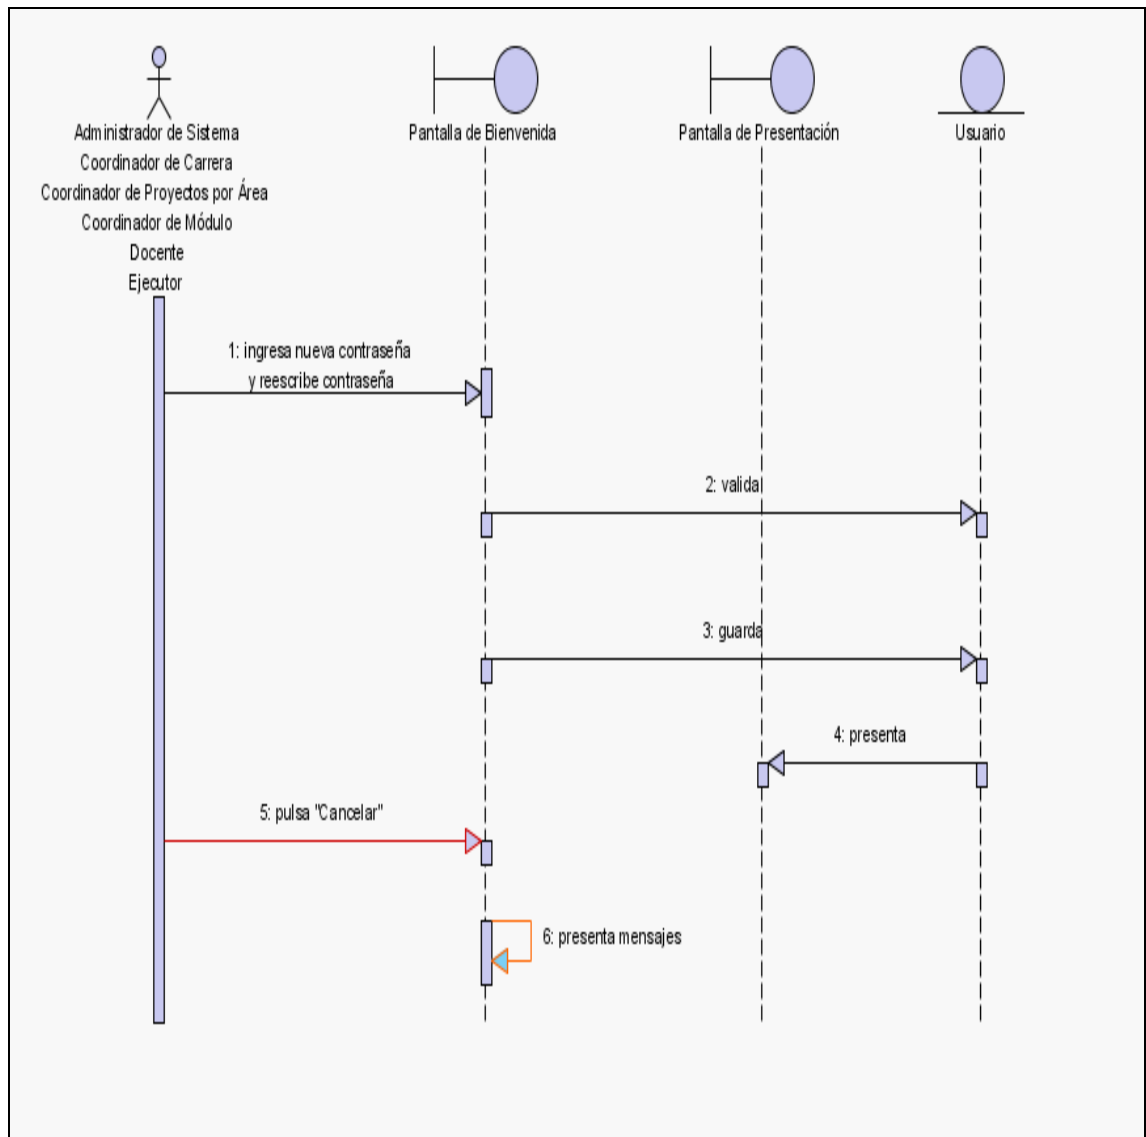 Administrador de Sistema
Coordinador de Carrera
Coordinador de Proyectos por Área
Coordinador de Módulo
Docente
Ejecutor
Pantalla de Bienvenida
Pantalla de Presentación
Usuario
1: ingresa nueva contraseña
y reescribe contraseña
2: valida
3: guarda
4: presenta
5: pulsa "Cancelar"
6: presenta mensajes